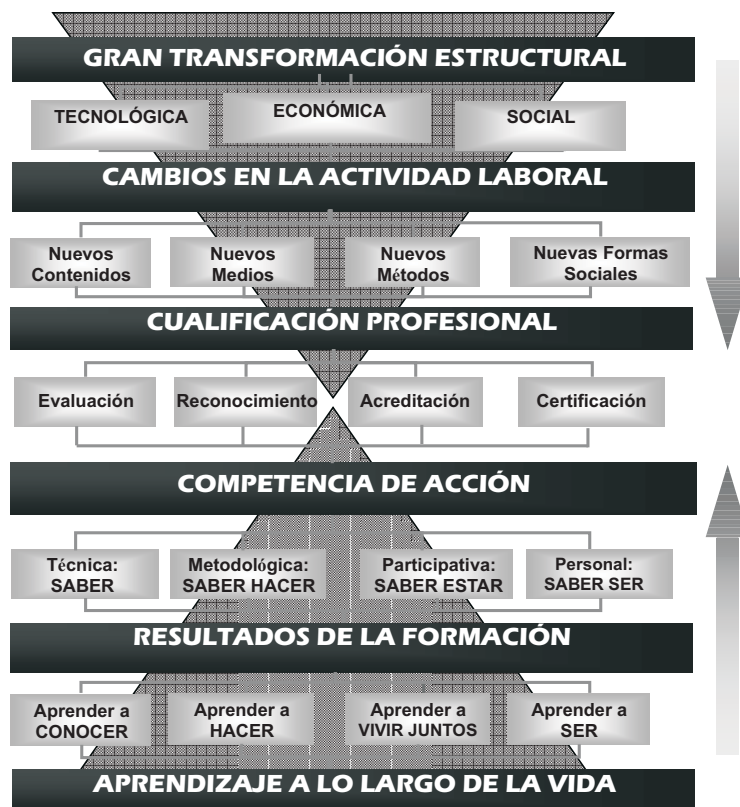 GRAN TRANSFORMACIÓN ESTRUCTURAL
TECNOLÓGICA
ECONÓMICA
SOCIAL
CAMBIOS EN LA ACTIVIDAD LABORAL
Nuevos
Contenidos
Nuevos
Medios
Nuevos
Métodos
Nuevas Formas
Sociales
CUALIFICACIÓN PROFESIONAL
Evaluación
Reconocimiento
Acreditación
Certificación
COMPETENCIA DE ACCIÓN
Técnica:
SABER
Metodológica:
SABER HACER
Participativa:
SABER ESTAR
Personal:
SABER SER
RESULTADOS DE LA FORMACIÓN
Aprender a
CONOCER
Aprender a
HACER
Aprender a
VIVIR JUNTOS
Aprender a
SER
APRENDIZAJE A LO LARGO DE LA VIDA